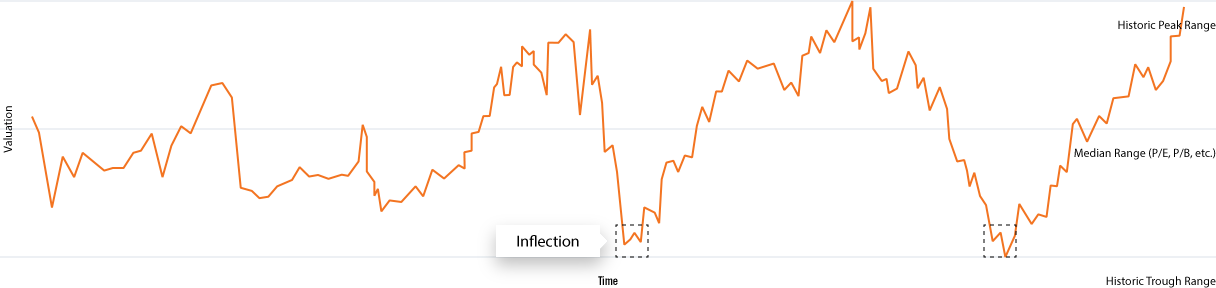 Historic Peak Range
Valuation
Median Range (P/E, P/B, etc.)
Inflection
Time
Historic Trough Range